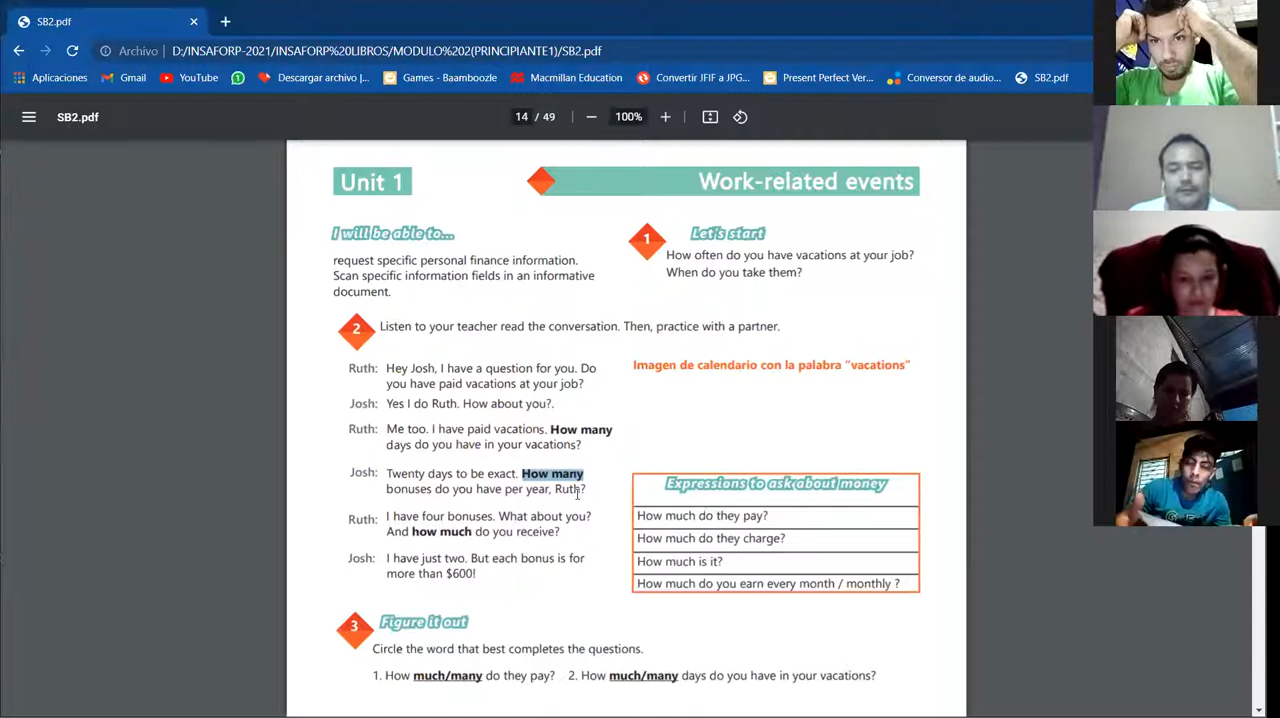 SB2.pdf
Archivo D:/INSAFORP-2021/INSAFORP%20LIBROS/MODULO%202(PRINCIPIANTE1)/SB2.pdf
Aplicaciones Gmail YouTube Descargar archivo |... Games - Baamboozle Macmillan Education Convertir JFIF a JPG... Present Perfect Ver... Conversor de audio... SB2.pdf
SB2.pdf 14 / 49 100%
Unit 1 Work-related events
I will be able to...
request specific personal finance information.
Scan specific information fields in an informative
document.
1 Let's start
How often do you have vacations at your job?
When do you take them?
2 Listen to your teacher read the conversation. Then, practice with a partner.
Ruth: Hey Josh, I have a question for you. Do
you have paid vacations at your job?
Josh: Yes I do Ruth. How about you?.
Ruth: Me too. I have paid vacations. How many
days do you have in your vacations?
Josh: Twenty days to be exact. How many
bonuses do you have per year, Ruth?
Ruth: I have four bonuses. What about you?
And how much do you receive?
Josh: I have just two. But each bonus is for
more than $600!
Imagen de calendario con la palabra “vacations”
Expressions to ask about money
How much do they pay?
How much do they charge?
How much is it?
How much do you earn every month / monthly ?
3 Figure it out
Circle the word that best completes the questions.
1. How much/many do they pay? 2. How much/many days do you have in your vacations?